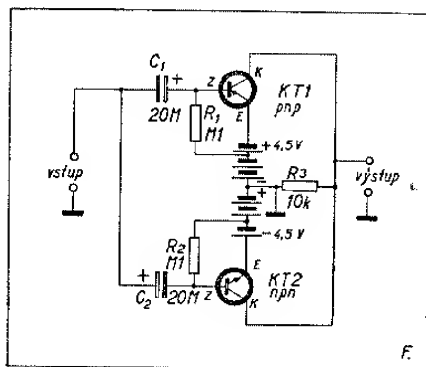 C1
+
20M
Z
K
E
KT1
pnp
R1
M1
+4,5V
vstup
−
+
R3
10k
výstup
−4,5V
R2
M1
+
C2
20M
Z
E
K
KT2
npn
F.